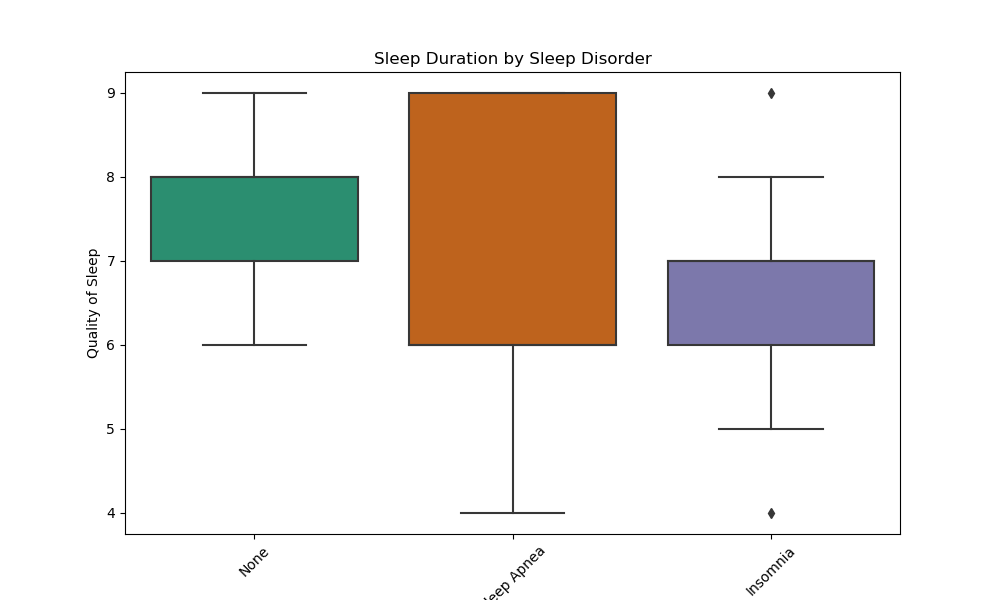 Sleep Duration by Sleep Disorder
Quality of Sleep
9
8
7
6
5
4
None
leep Apnea
Insomnia